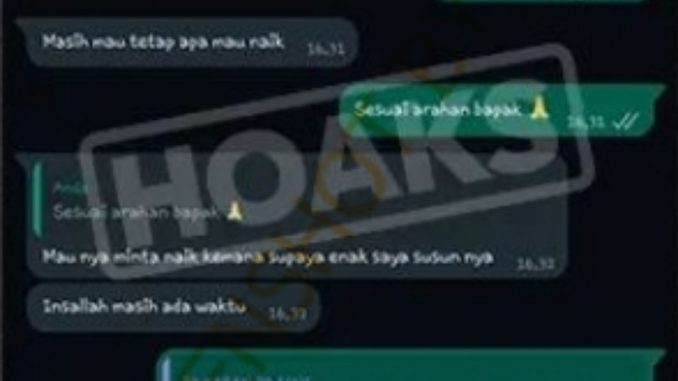 Masih mau tetap apa mau naik 16.31
Sesuai arahan bapak 🙏 16.31
HOAKS
Anda
Sesuai arahan bapak 🙏
Mau nya minta naik kemana supaya enak saya susun nya 16.32
Insallah masih ada waktu 16.32